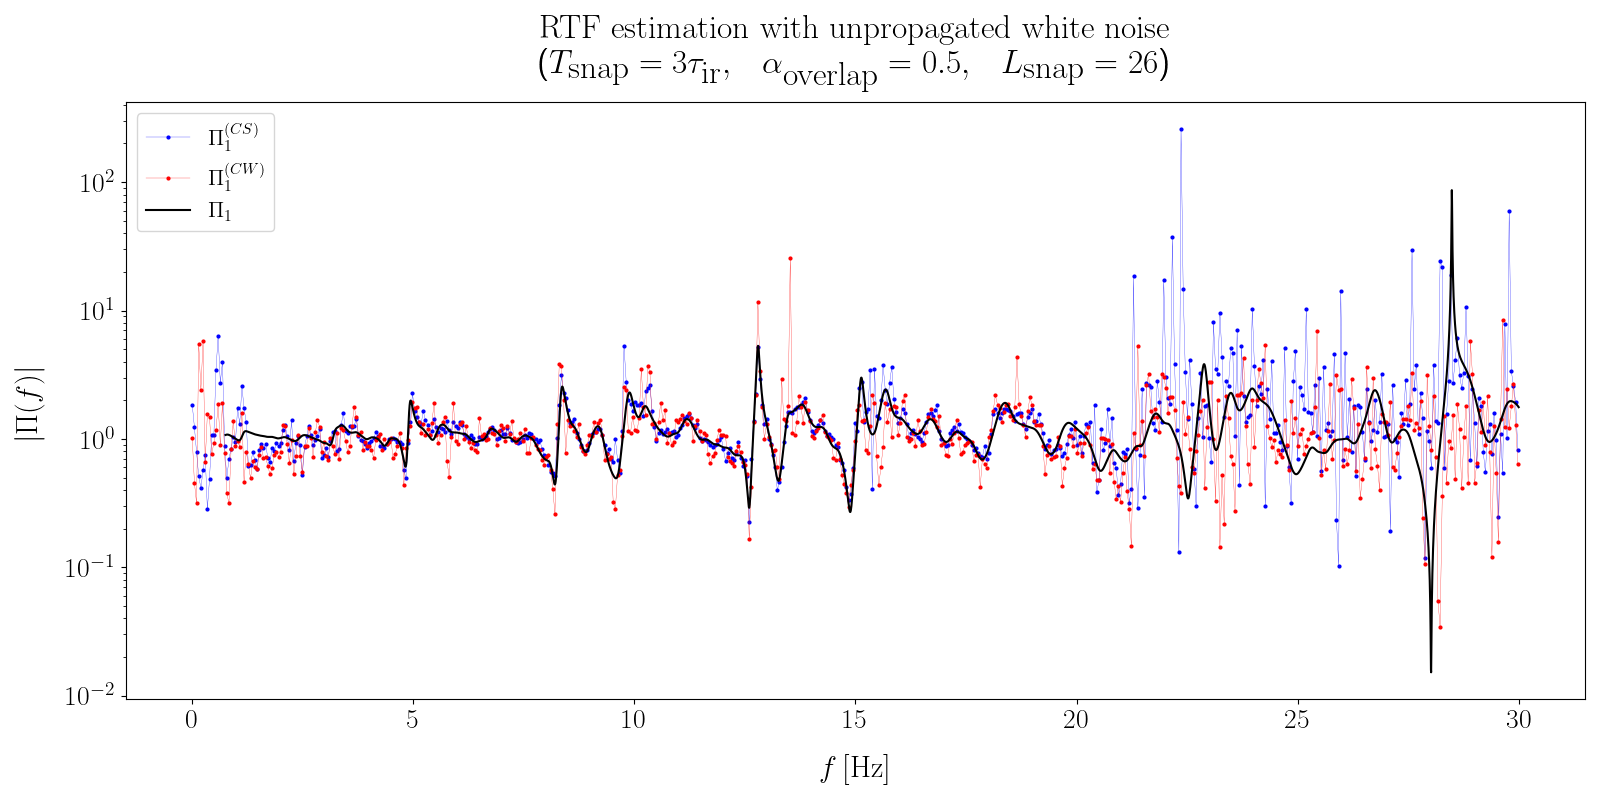 RTF estimation with unpropagated white noise
(T_snap = 3τ_ir, α_overlap = 0.5, L_snap = 26)
Π_1^(CS)
Π_1^(CW)
Π_1
|Π(f)|
10^2
10^1
10^0
10^−1
10^−2
0 5 10 15 20 25 30
f [Hz]